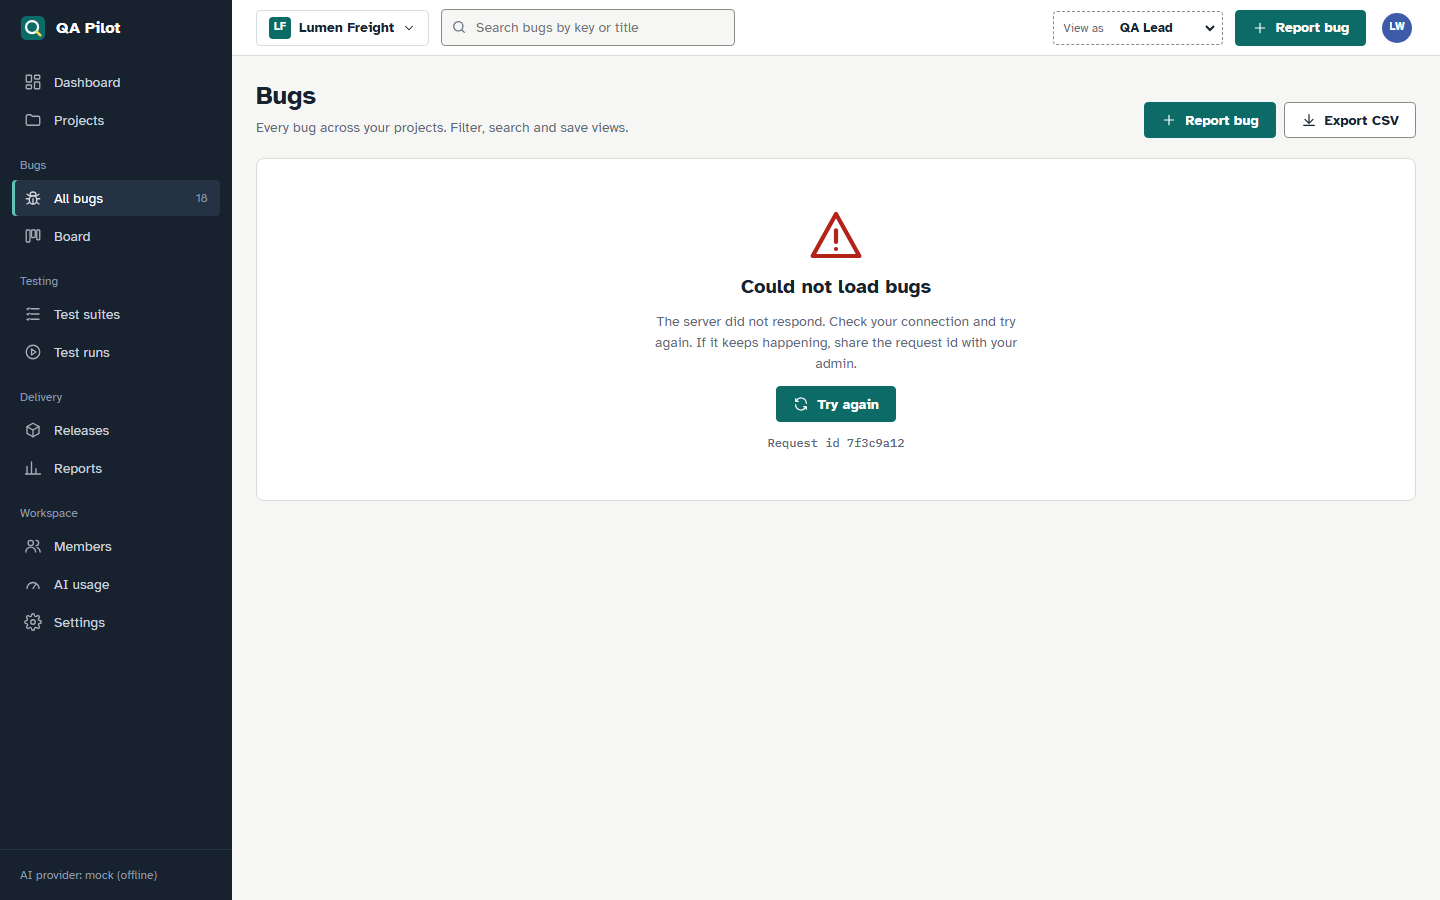 QA Pilot
Dashboard
Projects
Bugs
All bugs 18
Board
Testing
Test suites
Test runs
Delivery
Releases
Reports
Workspace
Members
AI usage
Settings
AI provider: mock (offline)
LF Lumen Freight
Search bugs by key or title
View as QA Lead
Report bug
LW
Bugs
Every bug across your projects. Filter, search and save views.
Report bug
Export CSV
Could not load bugs
The server did not respond. Check your connection and try
again. If it keeps happening, share the request id with your
admin.
Try again
Request id 7f3c9a12